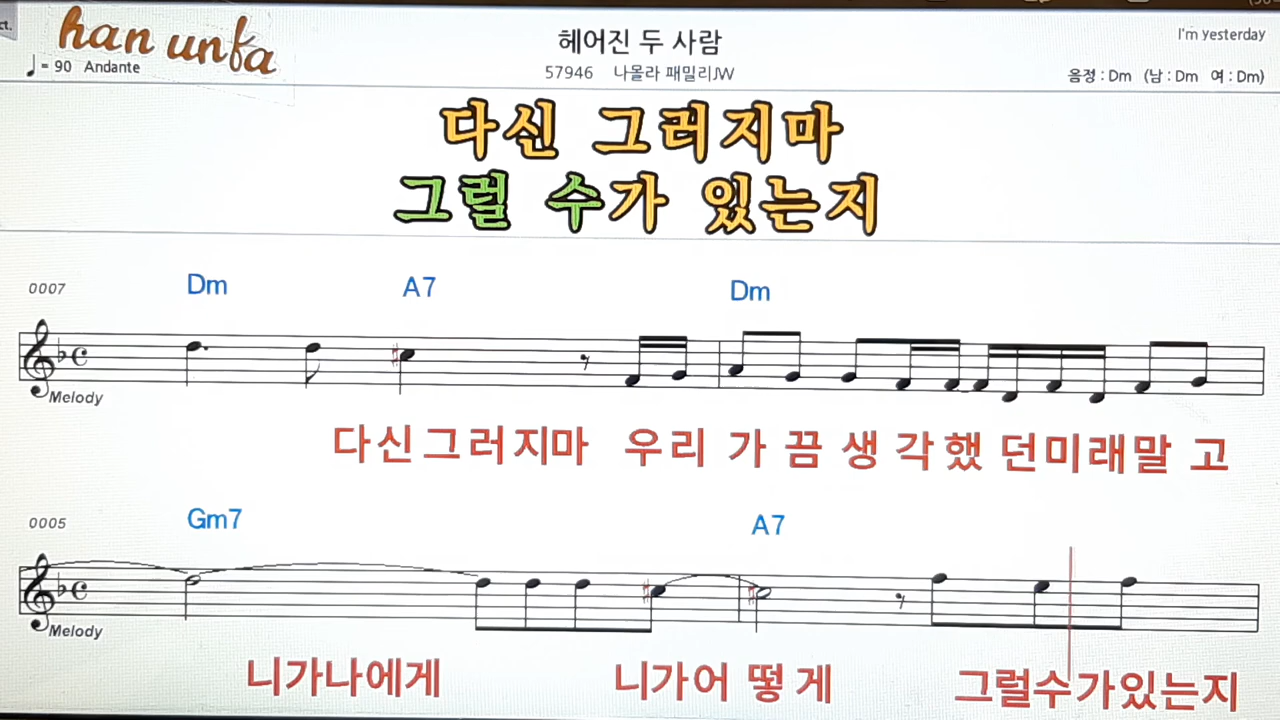 ct.
han unfa
♩= 90 Andante
헤어진 두 사람
57946 나몰라 패밀리JW
I'm yesterday
음정 : Dm (남 : Dm 여 : Dm)
다신 그러지마
그럴 수가 있는지
0007 Dm A7 Dm
Melody
다신그러지마 우리 가 끔 생 각했 던미래말 고
0005 Gm7 A7
Melody
니가나에게 니가어 떻 게 그럴수가있는지